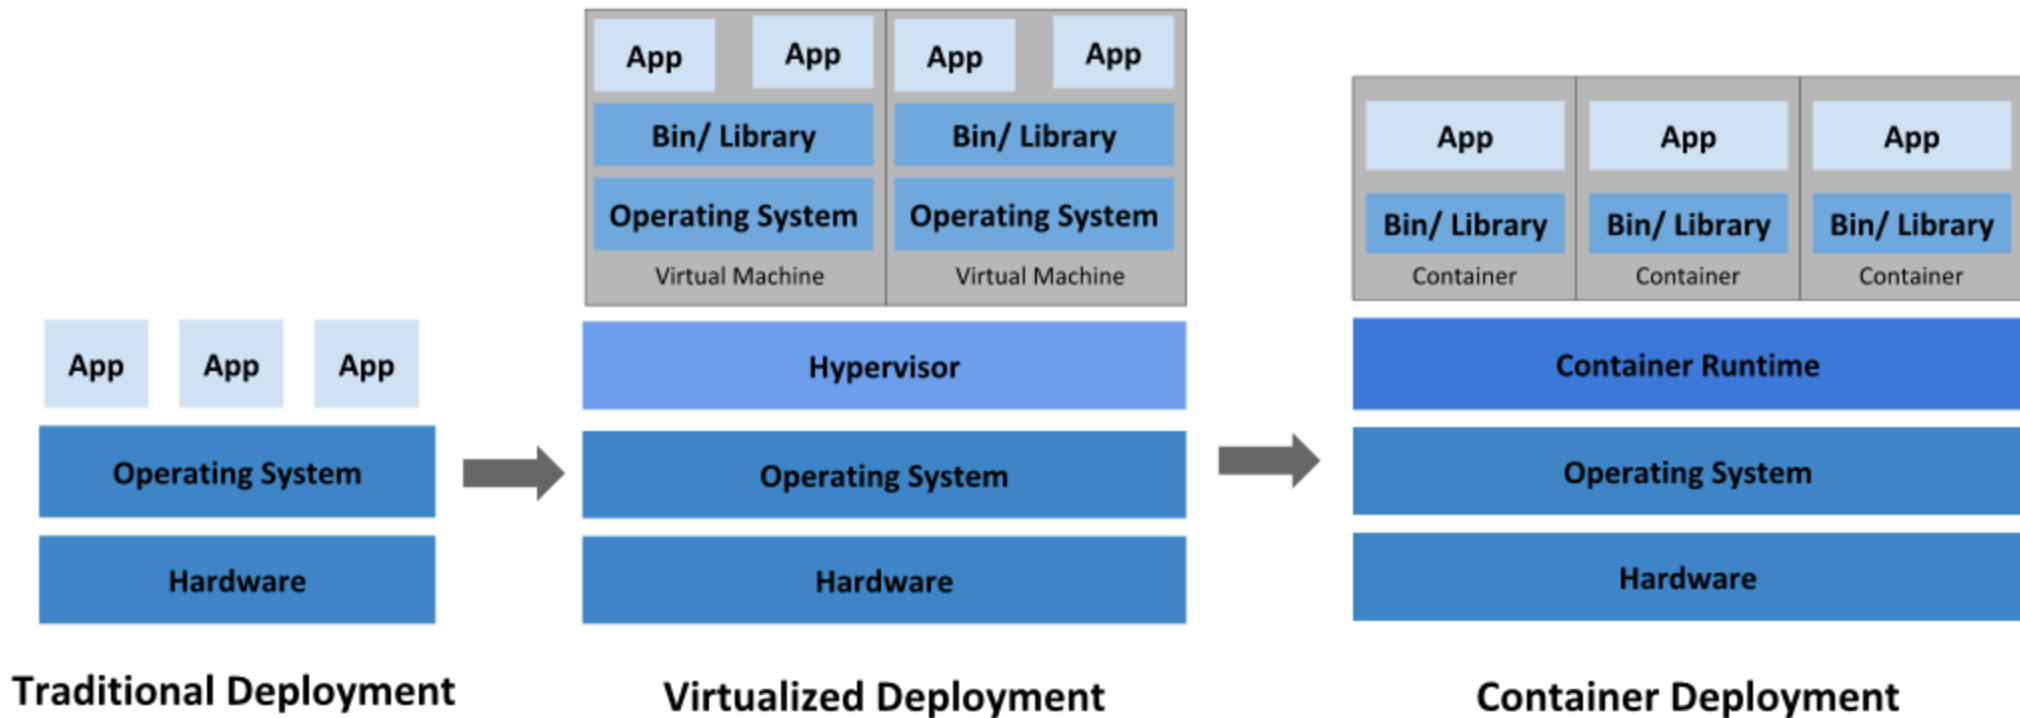 App App App
Operating System
Hardware
Traditional Deployment
App App App App
Bin/ Library Bin/ Library
Operating System Operating System
Virtual Machine Virtual Machine
Hypervisor
Operating System
Hardware
Virtualized Deployment
App App App
Bin/ Library Bin/ Library Bin/ Library
Container Container Container
Container Runtime
Operating System
Hardware
Container Deployment